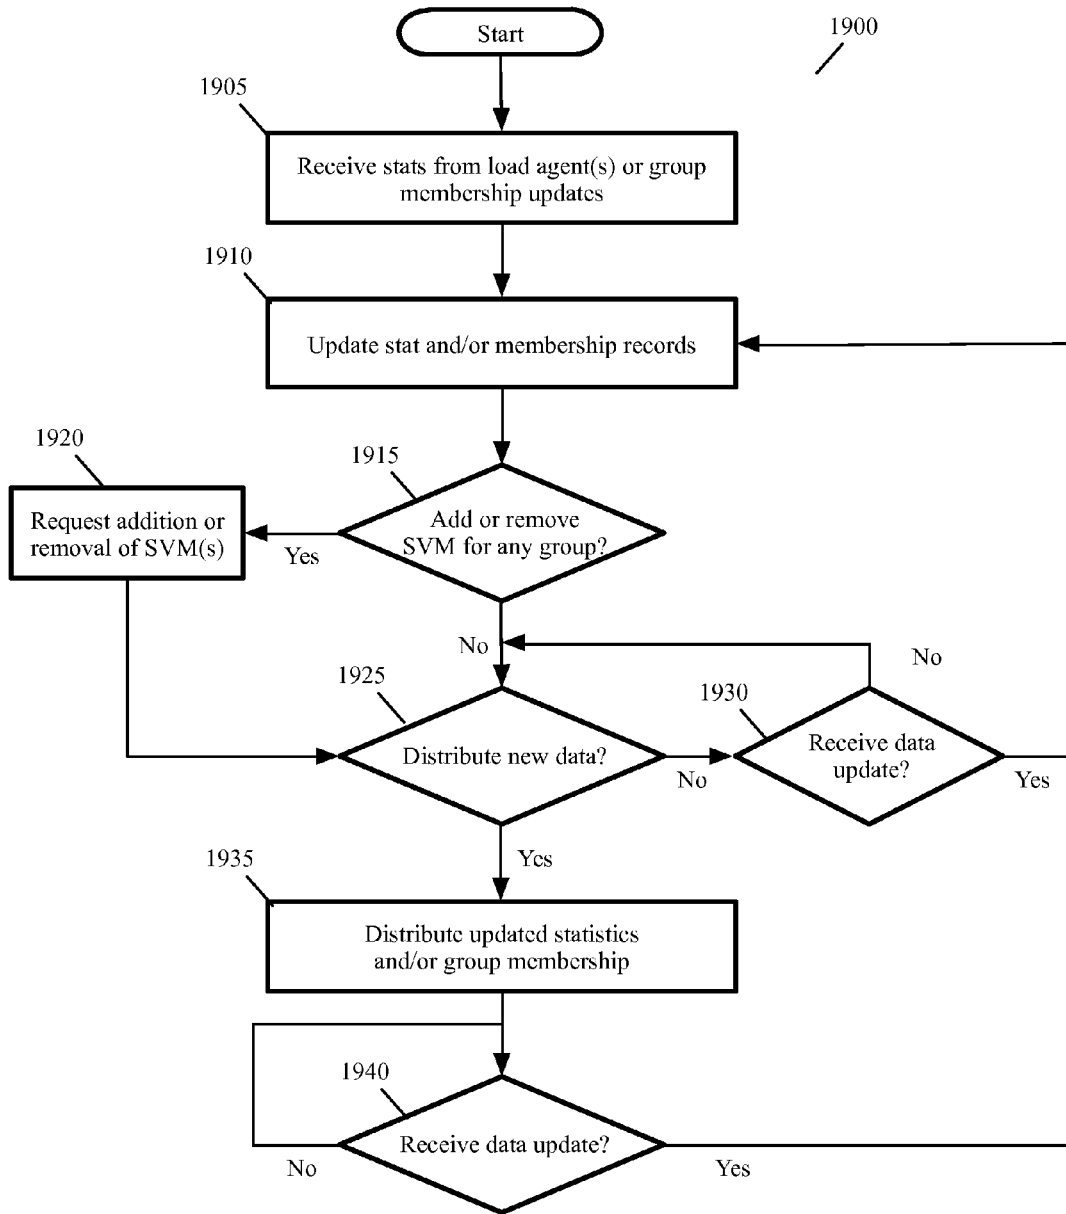 Start
1900
1905
Receive stats from load agent(s) or group
membership updates
1910
Update stat and/or membership records
1920
1915
Request addition or
removal of SVM(s)
Add or remove
SVM for any group?
Yes
No
No
1925
1930
Distribute new data?
Receive data
update?
No
Yes
Yes
1935
Distribute updated statistics
and/or group membership
1940
Receive data update?
No
Yes